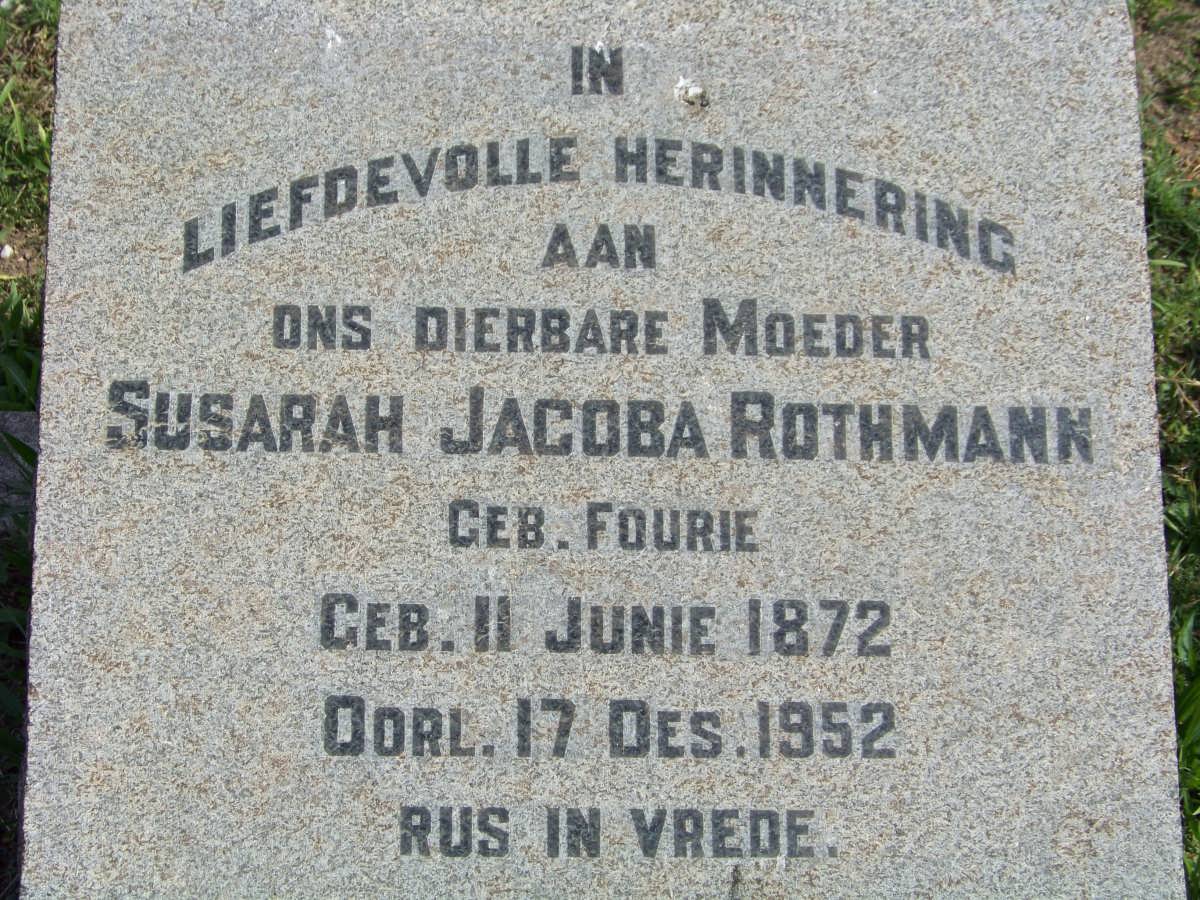 IN
LIEFDEVOLLE HERINNERING
AAN
ONS DIERBARE MOEDER
SUSARAH JACOBA ROTHMANN
GEB. FOURIE
GEB. 11 JUNIE 1872
OORL. 17 DES. 1952
RUS IN VREDE.